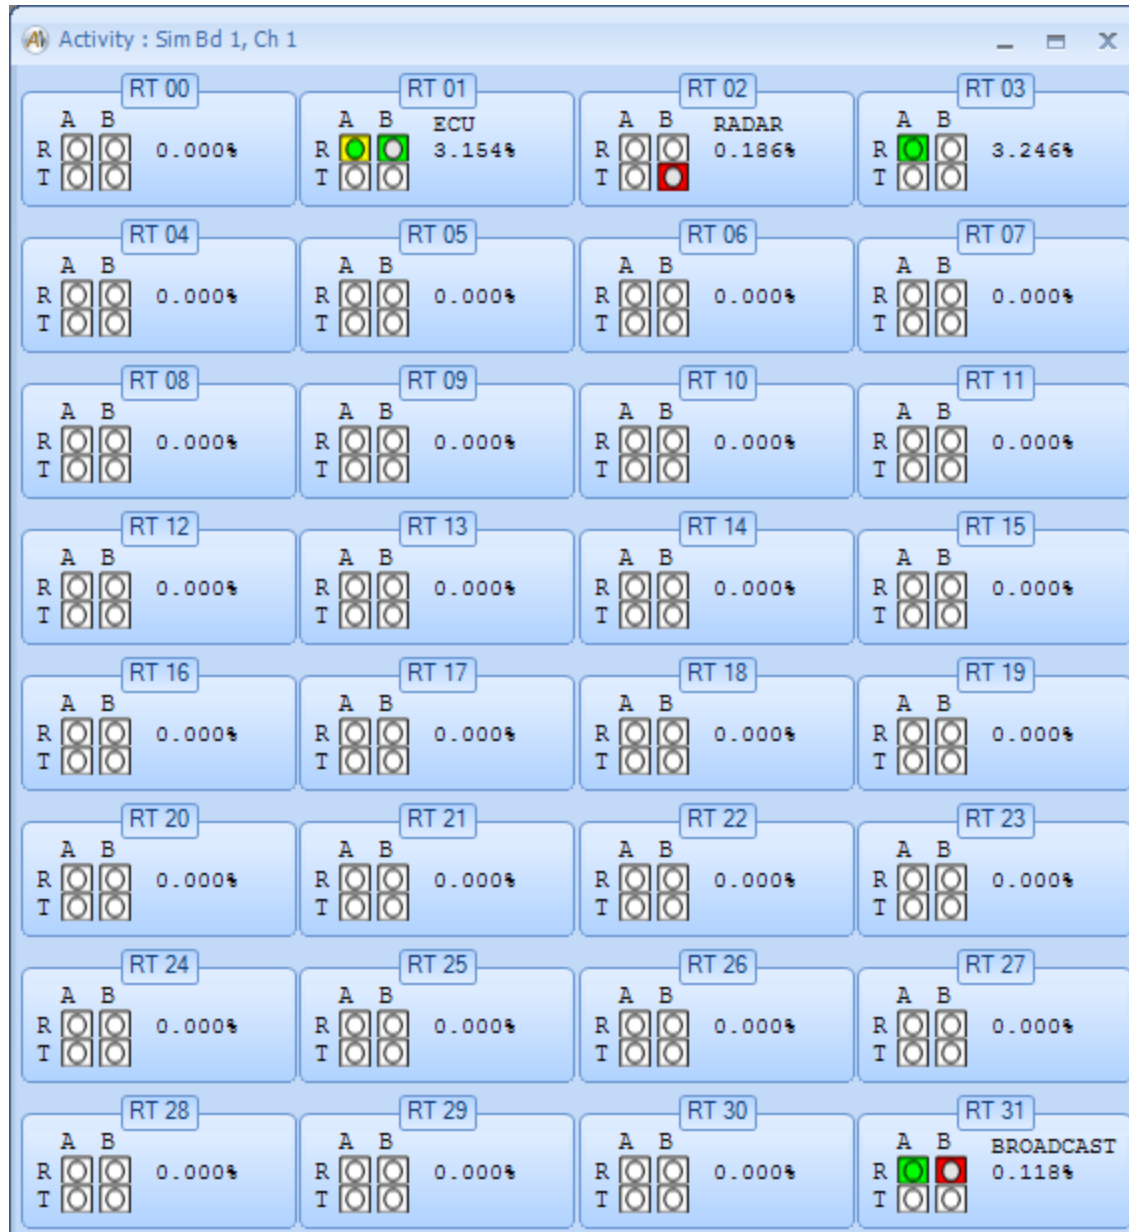 Activity : Sim Bd 1, Ch 1
RT 00
A B
R 0.000%
T
RT 01
A B ECU
R 3.154%
T
RT 02
A B RADAR
R 0.186%
T
RT 03
A B
R 3.246%
T
RT 04
A B
R 0.000%
T
RT 05
A B
R 0.000%
T
RT 06
A B
R 0.000%
T
RT 07
A B
R 0.000%
T
RT 08
A B
R 0.000%
T
RT 09
A B
R 0.000%
T
RT 10
A B
R 0.000%
T
RT 11
A B
R 0.000%
T
RT 12
A B
R 0.000%
T
RT 13
A B
R 0.000%
T
RT 14
A B
R 0.000%
T
RT 15
A B
R 0.000%
T
RT 16
A B
R 0.000%
T
RT 17
A B
R 0.000%
T
RT 18
A B
R 0.000%
T
RT 19
A B
R 0.000%
T
RT 20
A B
R 0.000%
T
RT 21
A B
R 0.000%
T
RT 22
A B
R 0.000%
T
RT 23
A B
R 0.000%
T
RT 24
A B
R 0.000%
T
RT 25
A B
R 0.000%
T
RT 26
A B
R 0.000%
T
RT 27
A B
R 0.000%
T
RT 28
A B
R 0.000%
T
RT 29
A B
R 0.000%
T
RT 30
A B
R 0.000%
T
RT 31
A B BROADCAST
R 0.118%
T